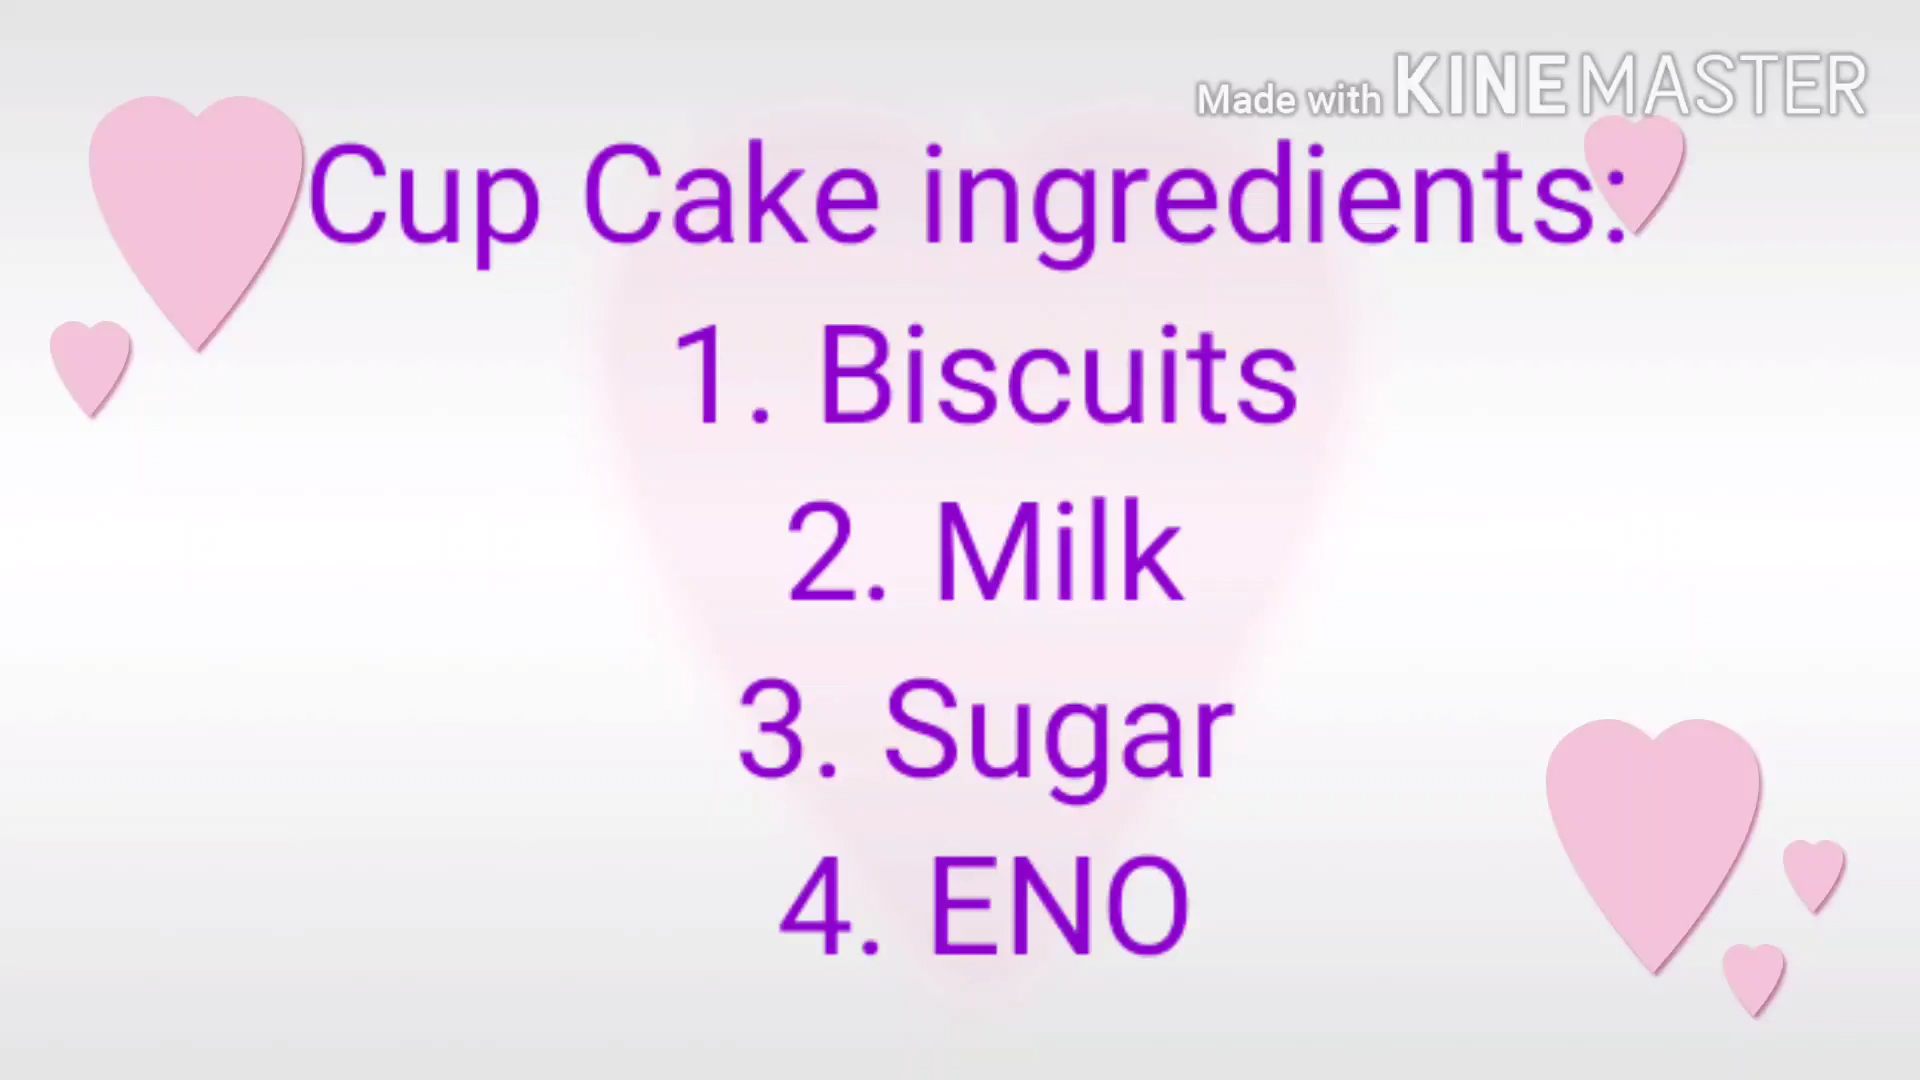 Made with KINEMASTER
Cup Cake ingredients:
1. Biscuits
2. Milk
3. Sugar
4. ENO